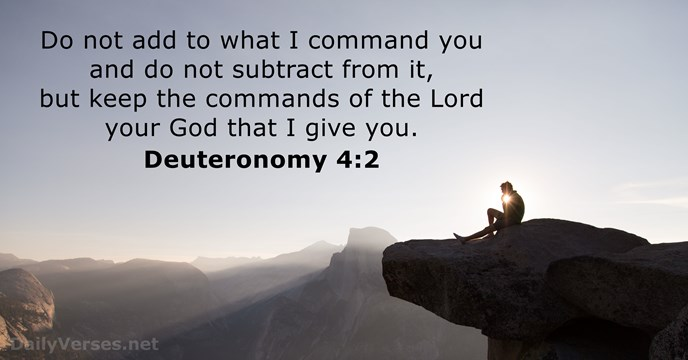 Do not add to what I command you
and do not subtract from it,
but keep the commands of the Lord
your God that I give you.
Deuteronomy 4:2
DailyVerses.net